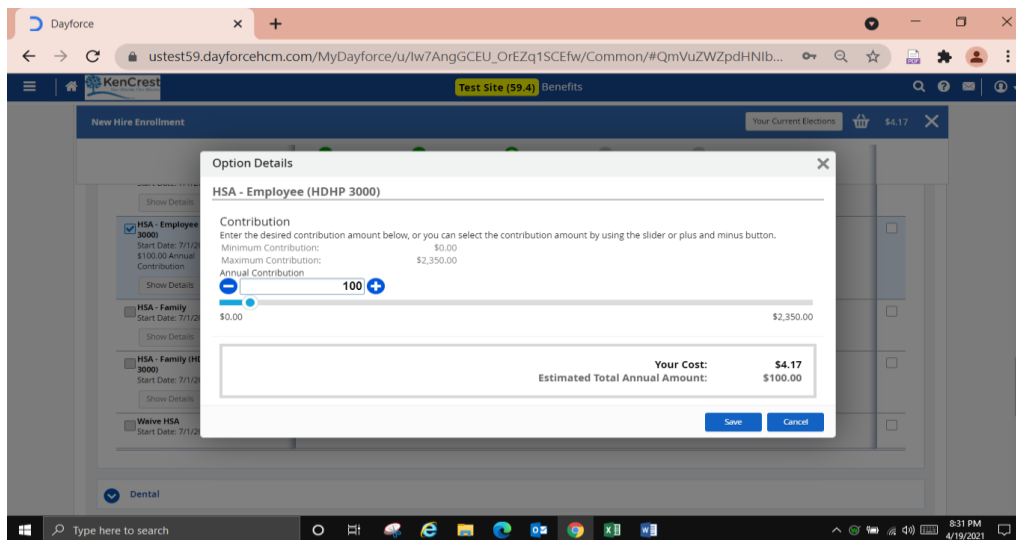 Dayforce
ustest59.dayforcehcm.com/MyDayforce/u/Iw7AngGCEU_OrEZq1SCEfw/Common/#QmVuZWZpdHNIIb...
KenCrest
Test Site (59.4) Benefits
New Hire Enrollment
Your Current Elections
$4.17
Option Details
HSA - Employee (HDHP 3000)
Contribution
Enter the desired contribution amount below, or you can select the contribution amount by using the slider or plus and minus button.
Minimum Contribution: $0.00
Maximum Contribution: $2,350.00
Annual Contribution
100
$0.00 $2,350.00
Your Cost: $4.17
Estimated Total Annual Amount: $100.00
Save Cancel
Show Details
HSA - Employee
3000)
Start Date: 7/1/2
$100.00 Annual
Contribution
Show Details
HSA - Family
Start Date: 7/1/2
Show Details
HSA - Family (H
3000)
Start Date: 7/1/2
Show Details
Waive HSA
Start Date: 7/1/2
Dental
Type here to search
8:31 PM
4/19/2021